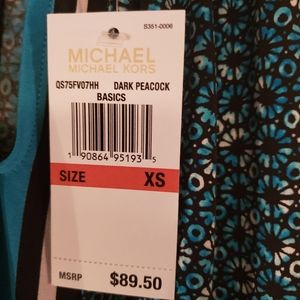 S351-0006
MICHAEL
MICHAEL KORS
QS75FV07HH DARK PEACOCK
BASICS
1 90864 95193 5
SIZE XS
MSRP $89.50